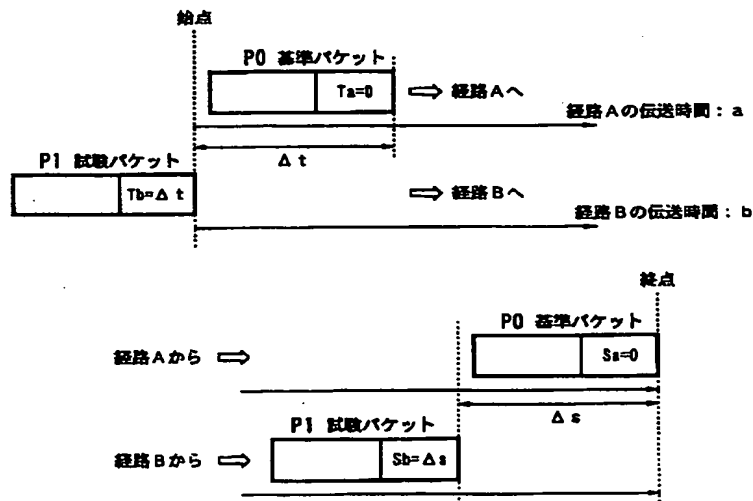 始点
P0 基準パケット
Ta=0
経路Aへ
経路Aの伝送時間：a
Δt
P1 試験パケット
Tb=Δt
経路Bへ
経路Bの伝送時間：b
終点
P0 基準パケット
経路Aから
Sa=0
Δs
P1 試験パケット
経路Bから
Sb=Δs